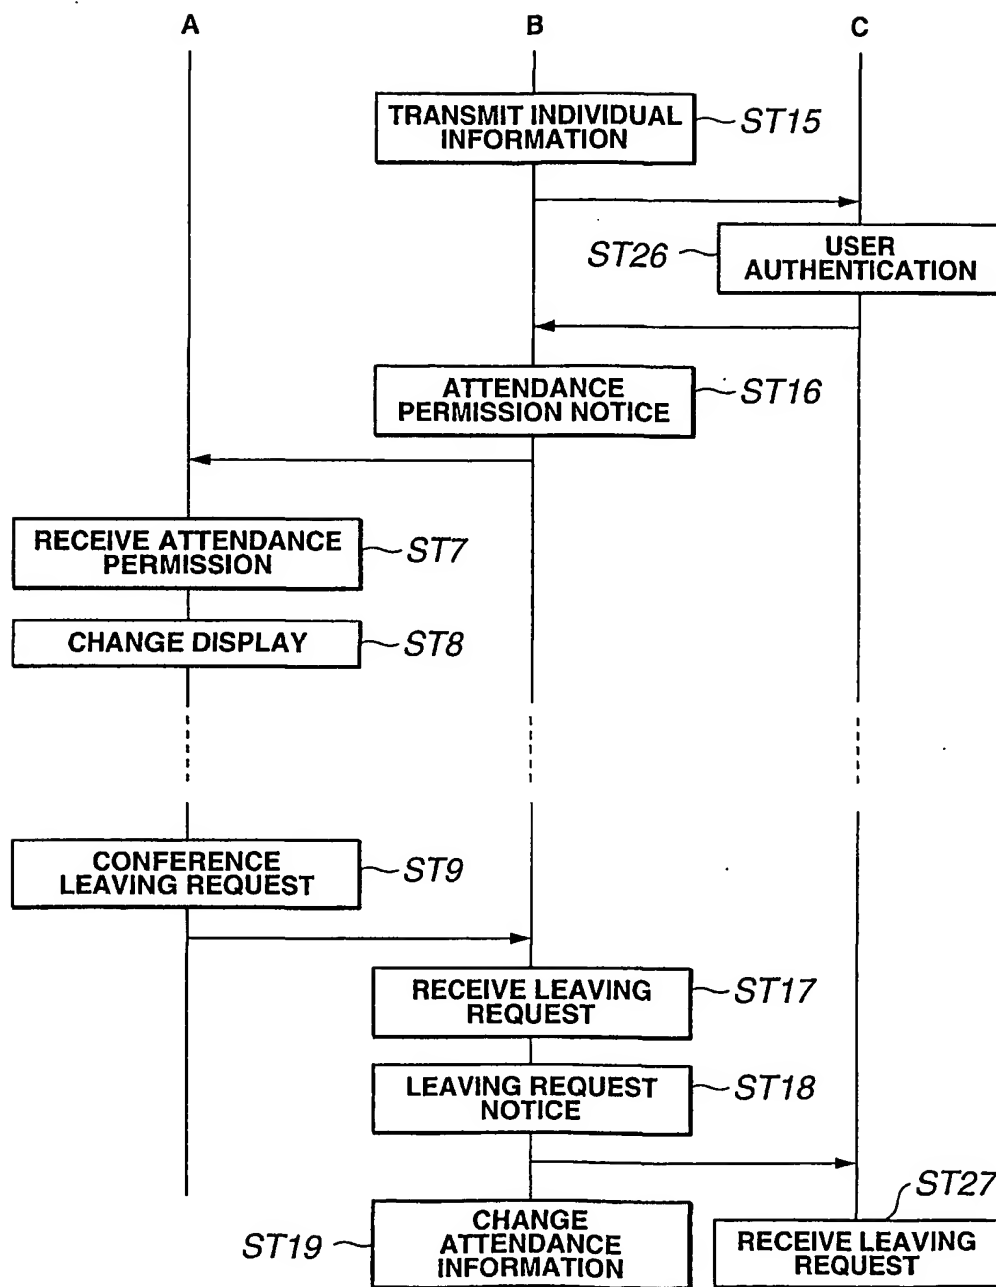 A B C
TRANSMIT INDIVIDUAL
INFORMATION
ST15
ST26
USER
AUTHENTICATION
ATTENDANCE
PERMISSION NOTICE
ST16
RECEIVE ATTENDANCE
PERMISSION
ST7
CHANGE DISPLAY
ST8
CONFERENCE
LEAVING REQUEST
ST9
RECEIVE LEAVING
REQUEST
ST17
LEAVING REQUEST
NOTICE
ST18
ST19
CHANGE
ATTENDANCE
INFORMATION
ST27
RECEIVE LEAVING
REQUEST